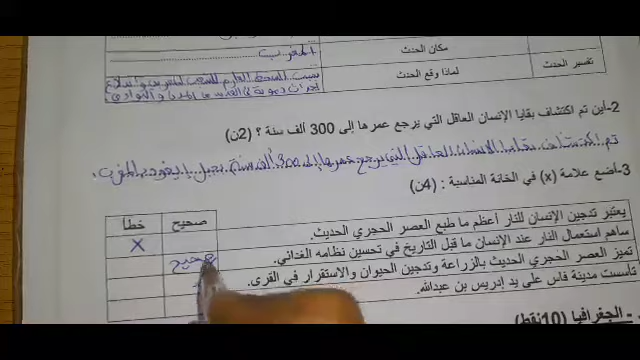 المغرب
مكان الحدث
لماذا وقع الحدث
تفسير الحدث
2-أين تم اكتشاف بقايا الإنسان العاقل التي يرجع عمرها إلى 300 ألف سنة ؟ (2ن)
تم اكتشاف بقايا الانسان العاقل التي يرجع عمرها إلى 300 ألف سنة بجبل إيغود بالمغرب.
3-أضع علامة (x) في الخانة المناسبة : (4ن)
صحيح خطأ
يعتبر تدجين الإنسان للنار أعظم ما طبع العصر الحجري الحديث. X
ساهم استعمال النار عند الإنسان ما قبل التاريخ في تحسين نظامه الغذائي. صحيح
تميز العصر الحجري الحديث بالزراعة وتدجين الحيوان والاستقرار في القرى.
تأسست مدينة فاس على يد إدريس بن عبدالله.
- الجغرافيا (10نقط)